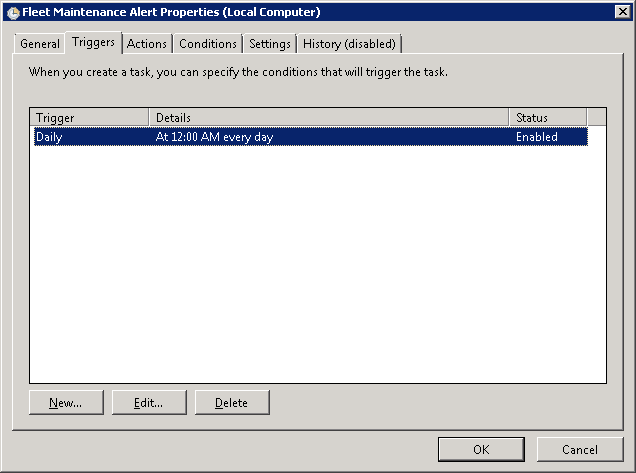 Fleet Maintenance Alert Properties (Local Computer)
General Triggers Actions Conditions Settings History (disabled)
When you create a task, you can specify the conditions that will trigger the task.
Trigger Details Status
Daily At 12:00 AM every day Enabled
New... Edit... Delete
OK Cancel